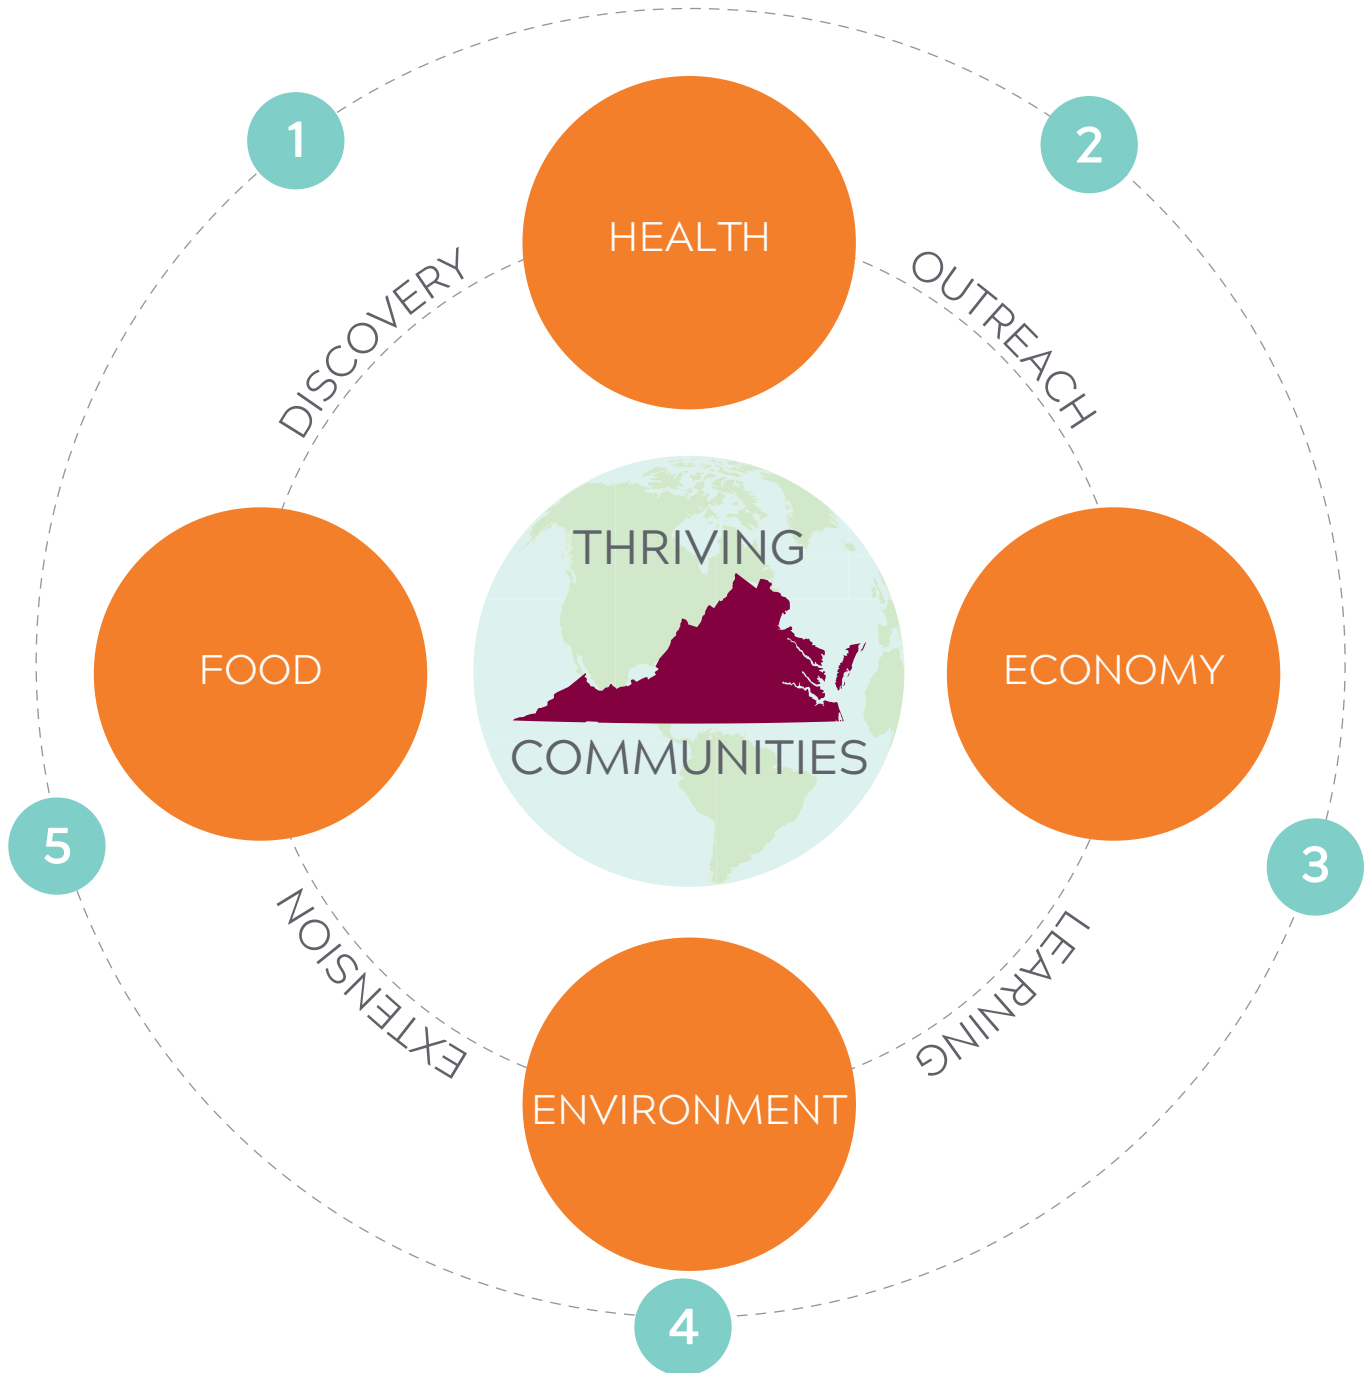 1
2
HEALTH
DISCOVERY
OUTREACH
THRIVING
COMMUNITIES
FOOD
ECONOMY
5
3
EXTENSION
LEARNING
ENVIRONMENT
4